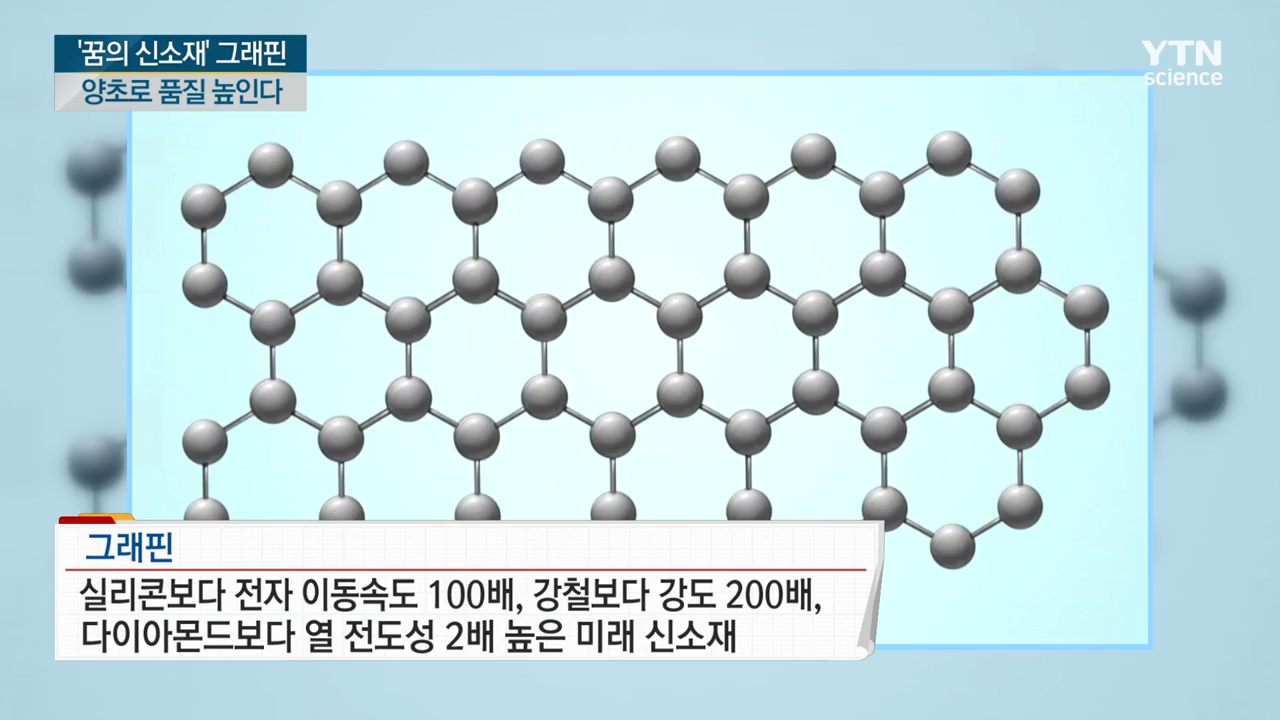 '꿈의 신소재' 그래핀
양초로 품질 높인다
YTN
science
그래핀
실리콘보다 전자 이동속도 100배, 강철보다 강도 200배,
다이아몬드보다 열 전도성 2배 높은 미래 신소재